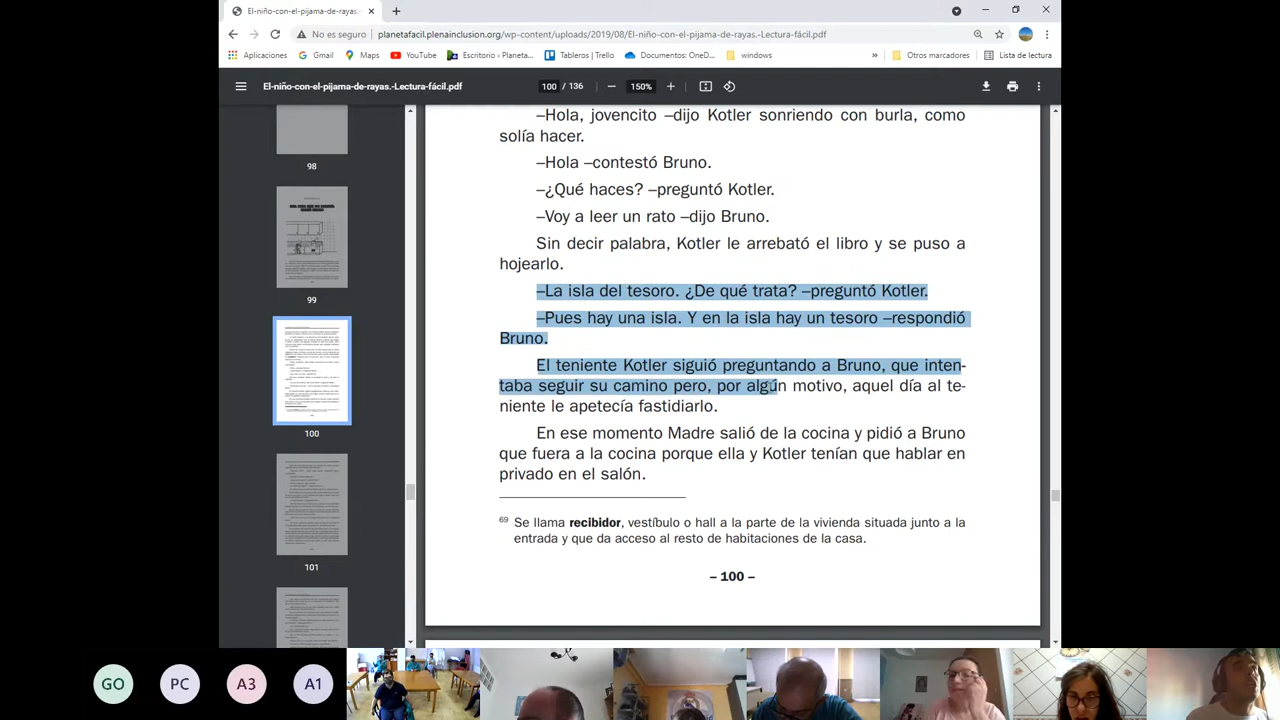 El-niño-con-el-pijama-de-rayas.
No es seguro | planetafacil.plenainclusion.org/wp-content/uploads/2019/08/El-niño-con-el-pijama-de-rayas.-Lectura-fácil.pdf
Aplicaciones Gmail Maps YouTube Escritorio - Planeta... Tableros | Trello Documentos: OneD... windows » Otros marcadores Lista de lectura
El-niño-con-el-pijama-de-rayas.-Lectura-fácil.pdf 100 / 136 150%
98
99
100
101
–Hola, jovencito –dijo Kotler sonriendo con burla, como
solía hacer.
–Hola –contestó Bruno.
–¿Qué haces? –preguntó Kotler.
–Voy a leer un rato –dijo Bruno.
Sin decir palabra, Kotler le arrebató el libro y se puso a
hojearlo.
–La isla del tesoro. ¿De qué trata? –preguntó Kotler.
–Pues hay una isla. Y en la isla hay un tesoro –respondió
Bruno.
El teniente Kotler siguió molestando a Bruno, que inten-
taba seguir su camino pero, por algún motivo, aquel día al te-
niente le apetecía fastidiarlo.
En ese momento Madre salió de la cocina y pidió a Bruno
que fuera a la cocina porque ella y Kotler tenían que hablar en
privado en el salón.
69 Se llama recibidor, vestíbulo o hall a la parte de la vivienda situada junto a la
entrada y que da acceso al resto de habitaciones de la casa.
– 100 –
GO PC A3 A1